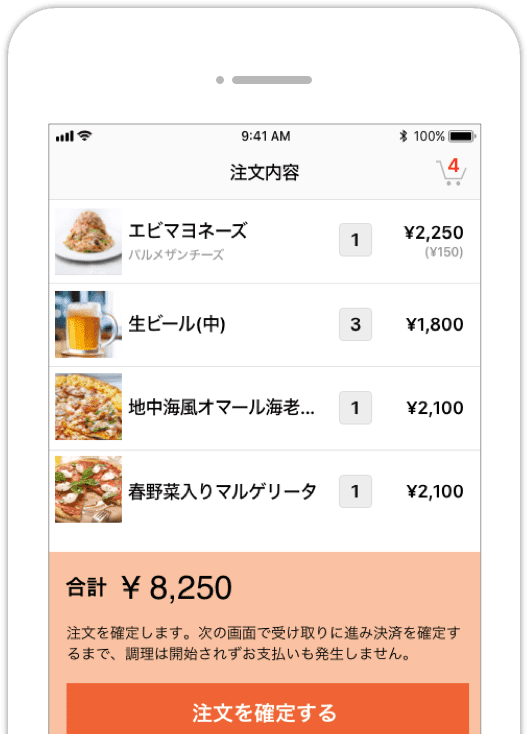 9:41 AM
100%
注文内容
4
エビマヨネーズ
パルメザンチーズ
1
¥2,250
(¥150)
生ビール(中)
3
¥1,800
地中海風オマール海老...
1
¥2,100
春野菜入りマルゲリータ
1
¥2,100
合計 ¥ 8,250
注文を確定します。次の画面で受け取りに進み決済を確定す
るまで、調理は開始されずお支払いも発生しません。
注文を確定する